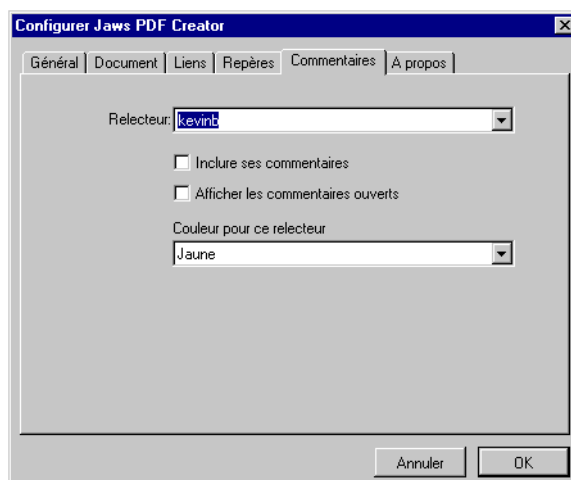 Configurer Jaws PDF Creator
Général Document Liens Repères Commentaires A propos
Relecteur: kevinb
Inclure ses commentaires
Afficher les commentaires ouverts
Couleur pour ce relecteur
Jaune
Annuler OK